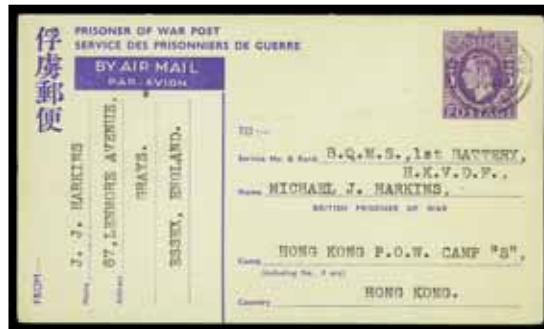 俘虜郵便
PRISONER OF WAR POST
SERVICE DES PRISONNIERS DE GUERRE
BY AIR MAIL
PAR AVION
FROM
J. J. HARKINS
Name
67, LENMORE AVENUE,
Address
GRAYS.
ESSEX, ENGLAND.
POSTAGE
TO
Service No. & Rank B.Q.M.S., 1st BATTERY,
H.K.V.D.F.,
Name MICHAEL J. HARKINS,
BRITISH PRISONER OF WAR
Camp HONG KONG P.O.W. CAMP "S",
(including No. if any)
Country HONG KONG.